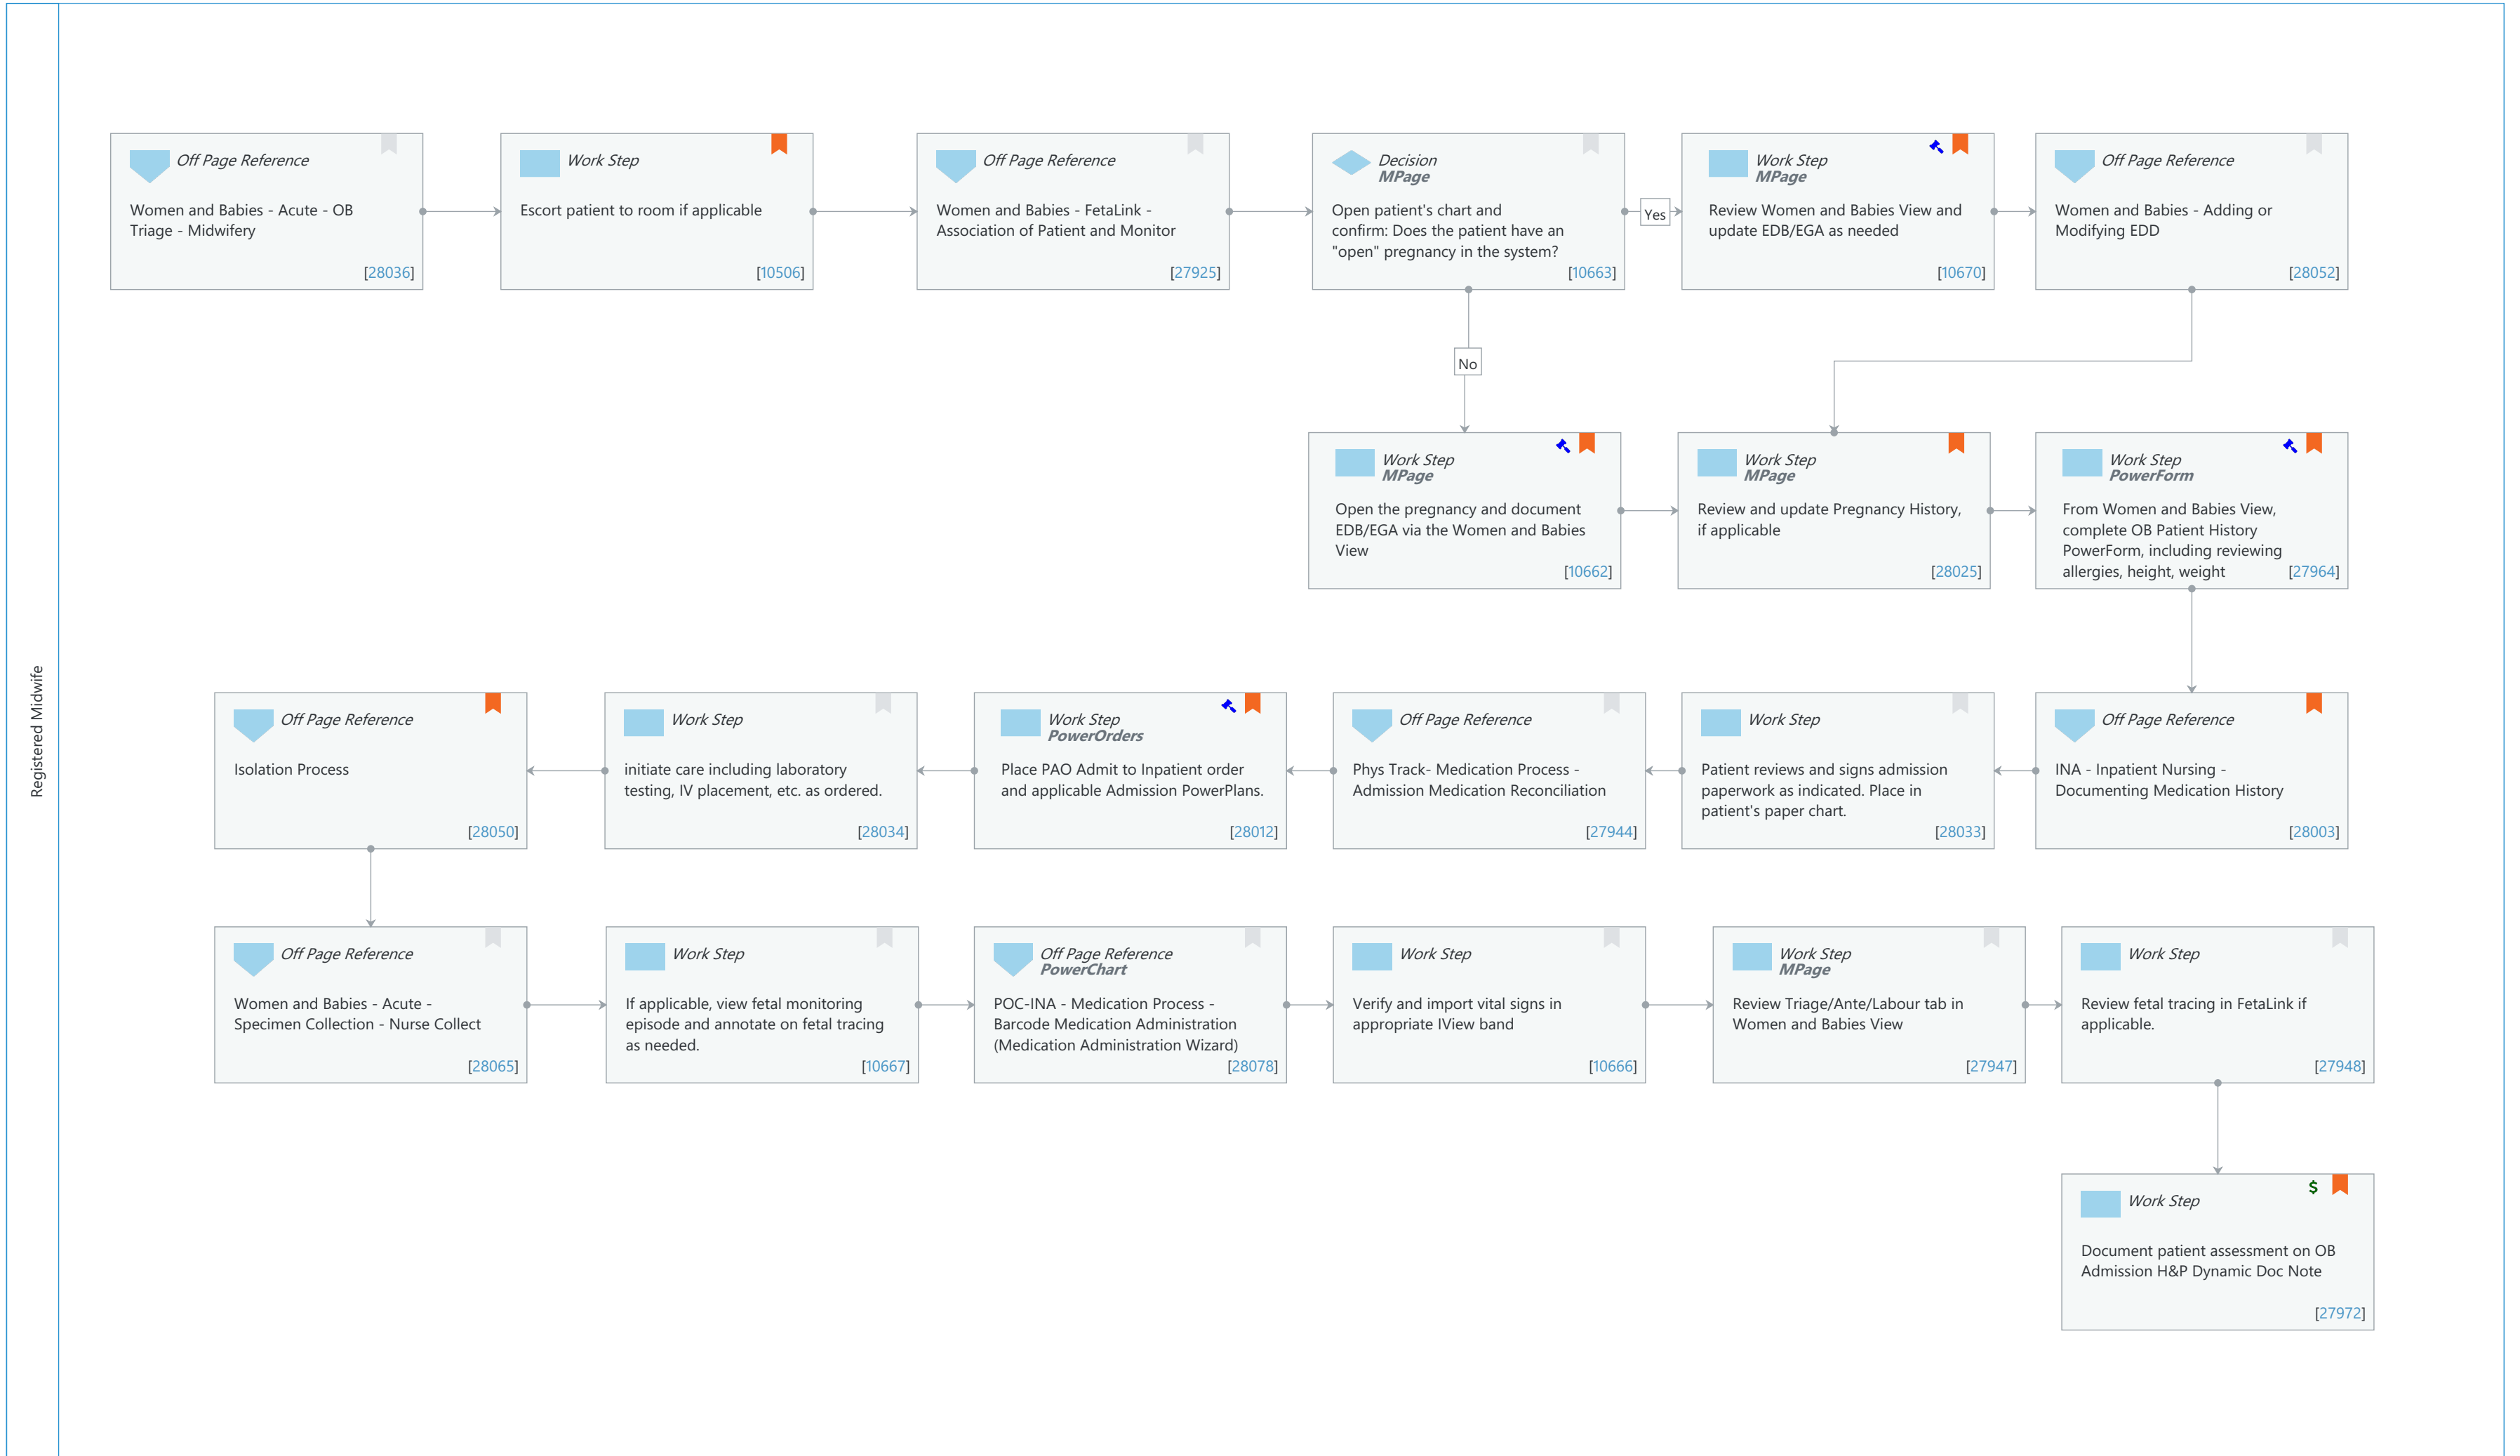 Registered Midwife
Off Page Reference
Women and Babies - Acute - OB
Triage - Midwifery
[28036]
Work Step
Escort patient to room if applicable
[10506]
Off Page Reference
Women and Babies - FetaLink -
Association of Patient and Monitor
[27925]
Decision
MPage
Open patient's chart and
confirm: Does the patient have an
"open" pregnancy in the system?
[10663]
Yes
Work Step
MPage
Review Women and Babies View and
update EDB/EGA as needed
[10670]
Off Page Reference
Women and Babies - Adding or
Modifying EDD
[28052]
No
Work Step
MPage
Open the pregnancy and document
EDB/EGA via the Women and Babies
View
[10662]
Work Step
MPage
Review and update Pregnancy History,
if applicable
[28025]
Work Step
PowerForm
From Women and Babies View,
complete OB Patient History
PowerForm, including reviewing
allergies, height, weight
[27964]
Off Page Reference
Isolation Process
[28050]
Work Step
initiate care including laboratory
testing, IV placement, etc. as ordered.
[28034]
Work Step
PowerOrders
Place PAO Admit to Inpatient order
and applicable Admission PowerPlans.
[28012]
Off Page Reference
Phys Track- Medication Process -
Admission Medication Reconciliation
[27944]
Work Step
Patient reviews and signs admission
paperwork as indicated. Place in
patient's paper chart.
[28033]
Off Page Reference
INA - Inpatient Nursing -
Documenting Medication History
[28003]
Off Page Reference
Women and Babies - Acute -
Specimen Collection - Nurse Collect
[28065]
Work Step
If applicable, view fetal monitoring
episode and annotate on fetal tracing
as needed.
[10667]
Off Page Reference
PowerChart
POC-INA - Medication Process -
Barcode Medication Administration
(Medication Administration Wizard)
[28078]
Work Step
Verify and import vital signs in
appropriate IView band
[10666]
Work Step
MPage
Review Triage/Ante/Labour tab in
Women and Babies View
[27947]
Work Step
Review fetal tracing in FetaLink if
applicable.
[27948]
$
Work Step
Document patient assessment on OB
Admission H&P Dynamic Doc Note
[27972]